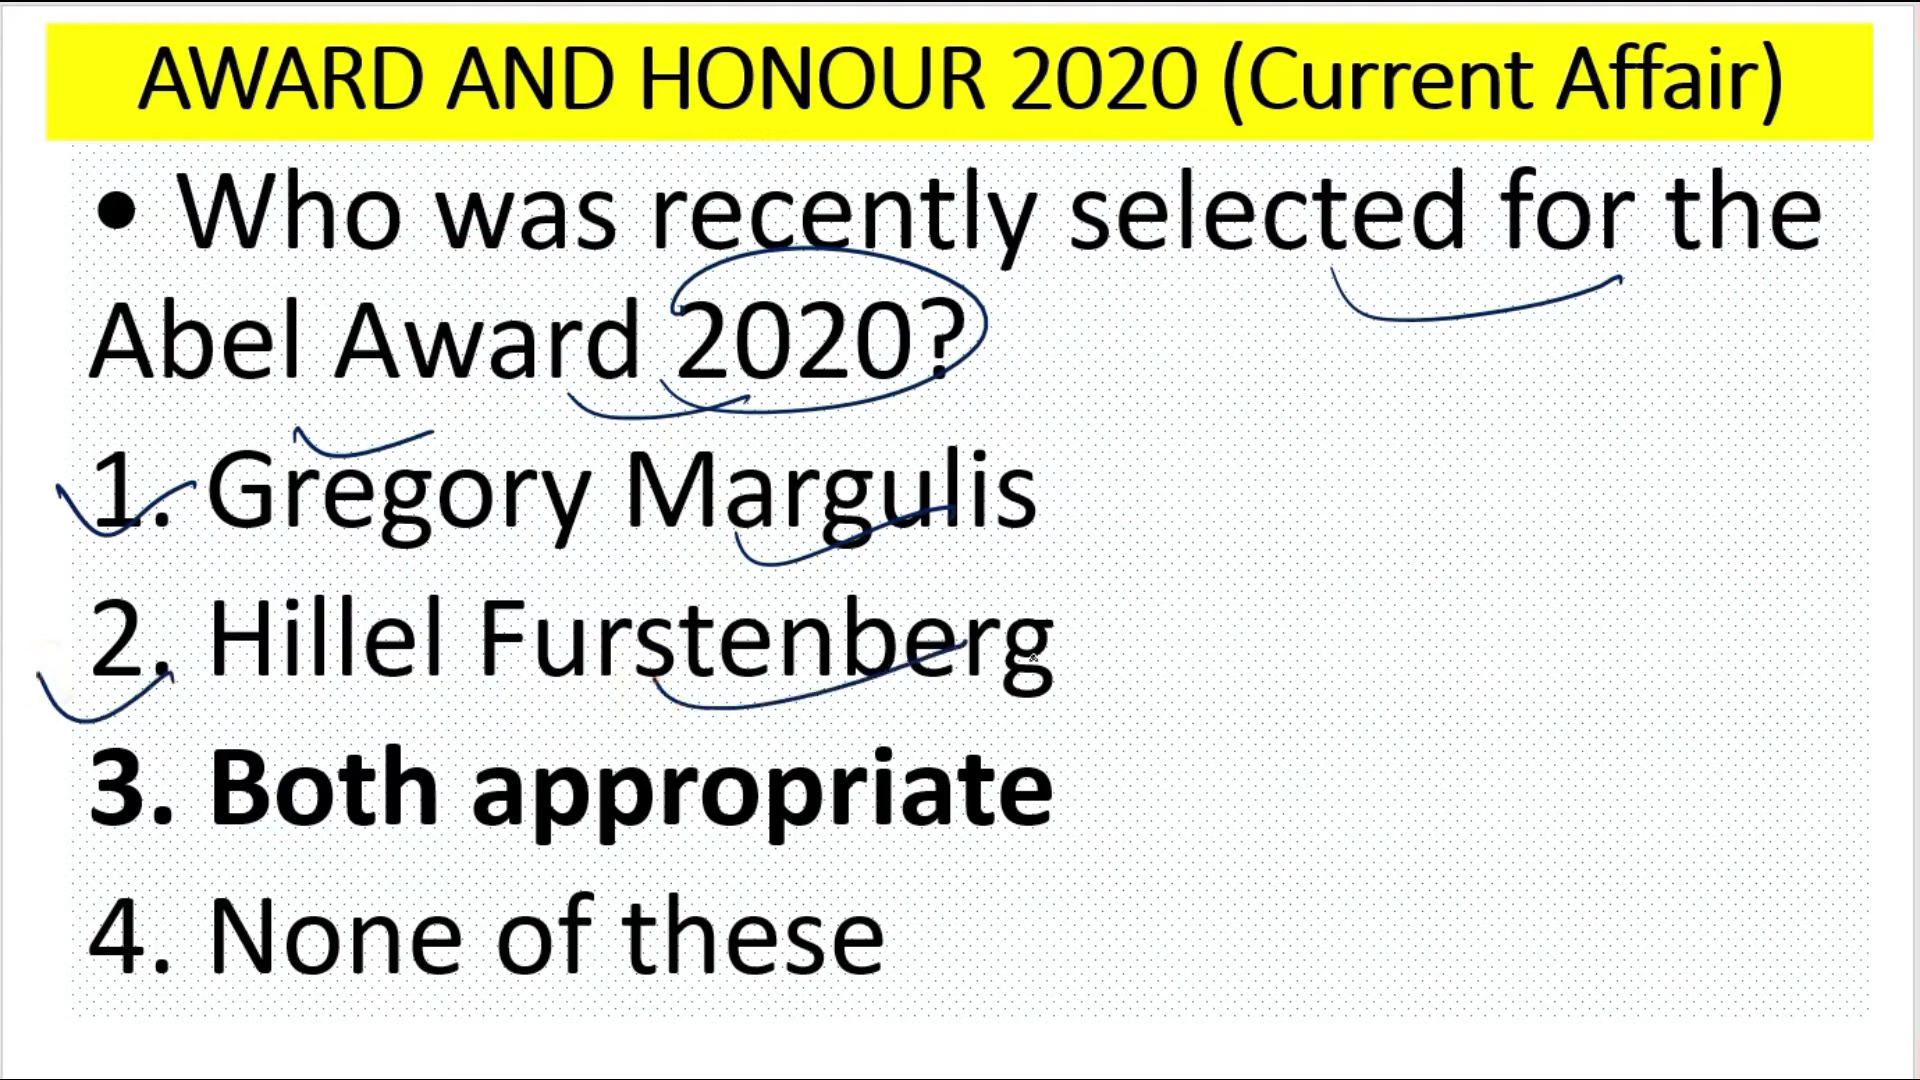 AWARD AND HONOUR 2020 (Current Affair)
• Who was recently selected for the
Abel Award 2020?
1. Gregory Margulis
2. Hillel Furstenberg
3. Both appropriate
4. None of these